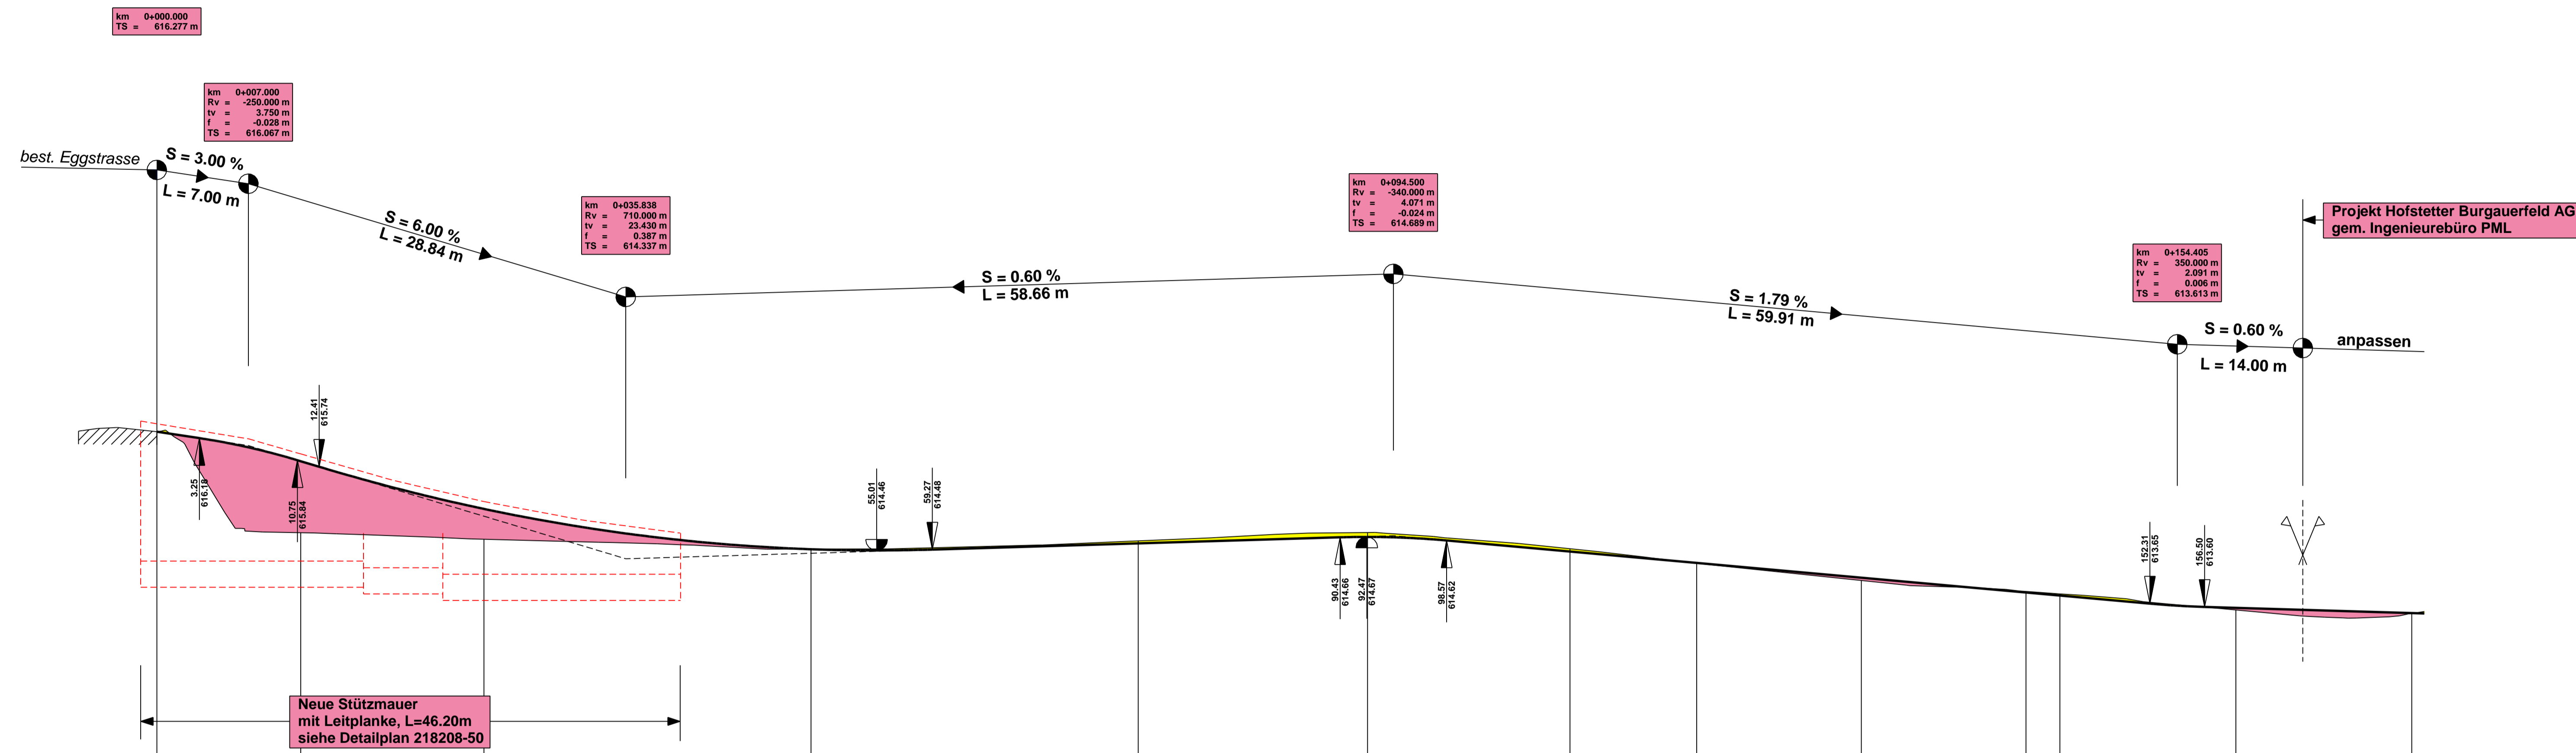 km 0+000.000
TS = 616.277 m
km 0+007.000
Rv = -250.000 m
tv = 3.750 m
f = -0.028 m
TS = 616.067 m
best. Eggstrasse
S = 3.00 %
L = 7.00 m
S = 6.00 %
L = 28.84 m
km 0+035.838
Rv = 710.000 m
tv = 23.430 m
f = 0.387 m
TS = 614.337 m
S = 0.60 %
L = 58.66 m
km 0+094.500
Rv = -340.000 m
tv = 4.071 m
f = -0.024 m
TS = 614.689 m
S = 1.79 %
L = 59.91 m
km 0+154.405
Rv = 350.000 m
tv = 2.091 m
f = 0.006 m
TS = 613.613 m
S = 0.60 %
L = 14.00 m
Projekt Hofstetter Burgauerfeld AG
gem. Ingenieurebüro PML
anpassen
3.25
616.18
10.75
615.84
12.41
615.74
55.01
614.46
59.27
614.48
90.43
614.66
92.47
614.67
98.57
614.62
152.31
613.65
156.50
613.60
Neue Stützmauer
mit Leitplanke, L=46.20m
siehe Detailplan 218208-50